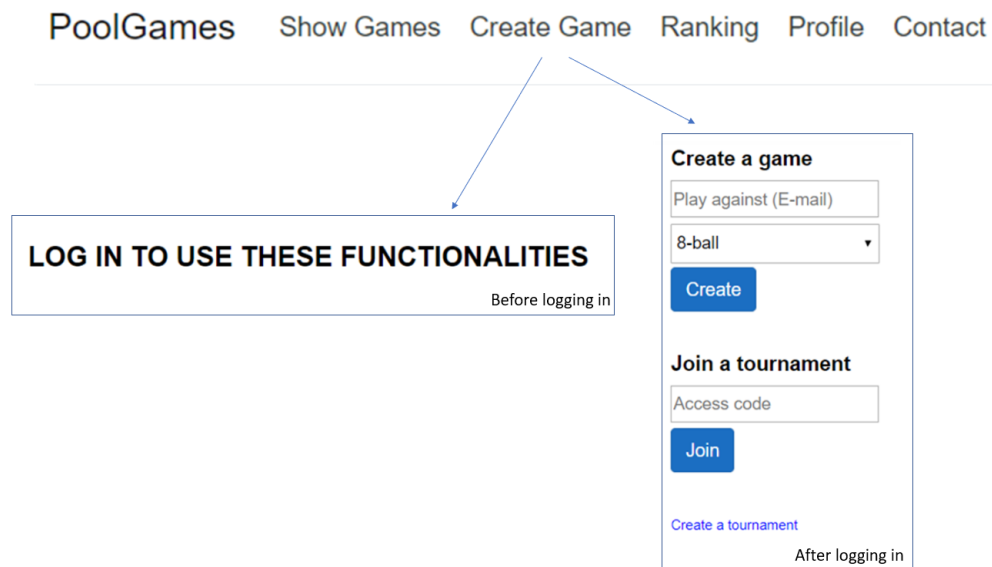 PoolGames Show Games Create Game Ranking Profile Contact
LOG IN TO USE THESE FUNCTIONALITIES
Before logging in
Create a game
Play against (E-mail)
8-ball
Create
Join a tournament
Access code
Join
Create a tournament
After logging in